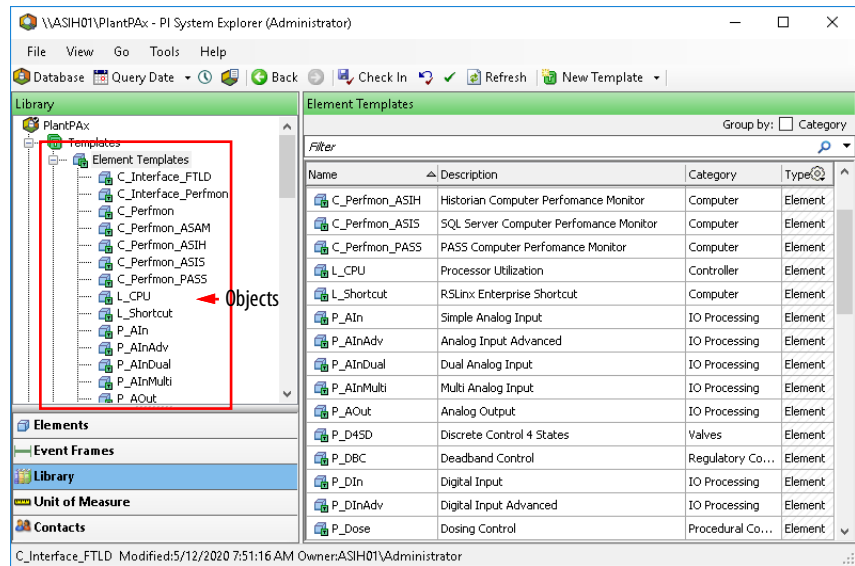 \\ASIH01\PlantPAx - PI System Explorer (Administrator)
File View Go Tools Help
Database Query Date Back Check In Refresh New Template
Library
PlantPAx
Templates
Element Templates
C_Interface_FTLD
C_Interface_Perfmon
C_Perfmon
C_Perfmon_ASAM
C_Perfmon_ASIH
C_Perfmon_ASIS
C_Perfmon_PASS
L_CPU
L_Shortcut
P_AIn
P_AInAdv
P_AInDual
P_AInMulti
P_AOut
Objects
Elements
Event Frames
Library
Unit of Measure
Contacts
Element Templates
Group by: Category
Filter
Name Description Category Type
C_Perfmon_ASIH Historian Computer Perfomance Monitor Computer Element
C_Perfmon_ASIS SQL Server Computer Perfomance Monitor Computer Element
C_Perfmon_PASS PASS Computer Perfomance Monitor Computer Element
L_CPU Processor Utilization Controller Element
L_Shortcut RSLinx Enterprise Shortcut Computer Element
P_AIn Simple Analog Input IO Processing Element
P_AInAdv Analog Input Advanced IO Processing Element
P_AInDual Dual Analog Input IO Processing Element
P_AInMulti Multi Analog Input IO Processing Element
P_AOut Analog Output IO Processing Element
P_D4SD Discrete Control 4 States Valves Element
P_DBC Deadband Control Regulatory Co... Element
P_DIn Digital Input IO Processing Element
P_DInAdv Digital Input Advanced IO Processing Element
P_Dose Dosing Control Procedural Co... Element
C_Interface_FTLD Modified:5/12/2020 7:51:16 AM Owner:ASIH01\Administrator